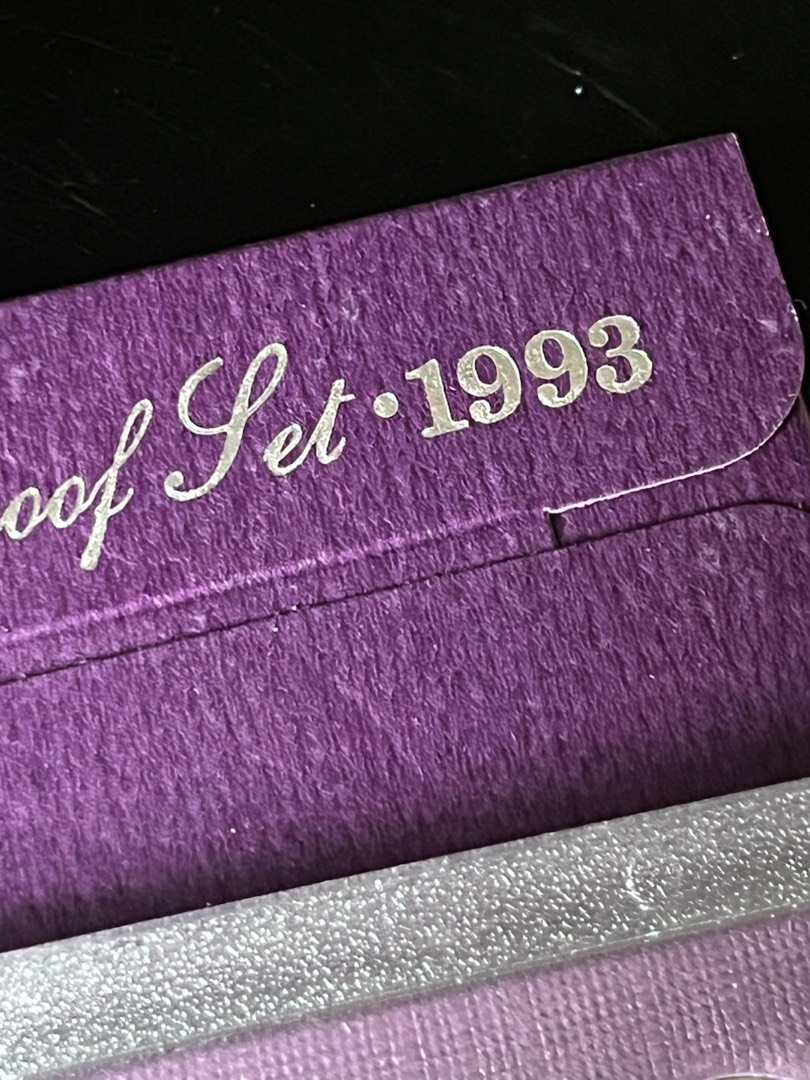 oof Set • 1993